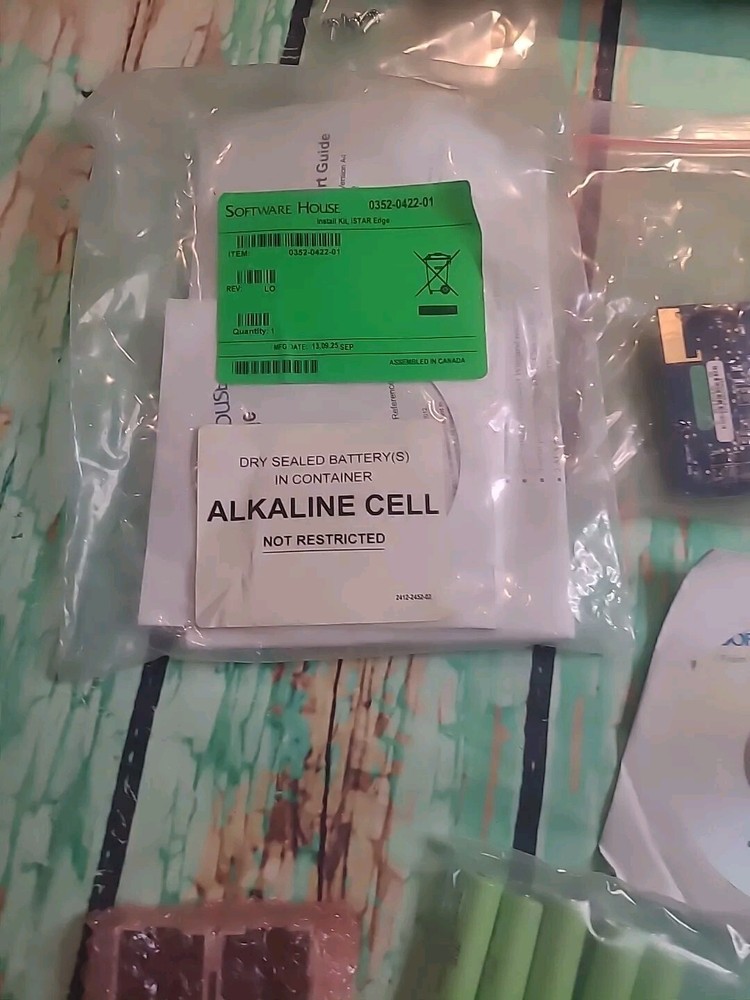 rt Guide
Version A
SOFTWARE HOUSE 0352-0422-01
Install Kit, iSTAR Edge
ITEM: 0352-0422-01
REV: LO
Quantity: 1
MFG DATE: 13.09.25 SEP
ASSEMBLED IN CANADA
Reference
DRY SEALED BATTERY(S)
IN CONTAINER
ALKALINE CELL
NOT RESTRICTED
2412-2452-02